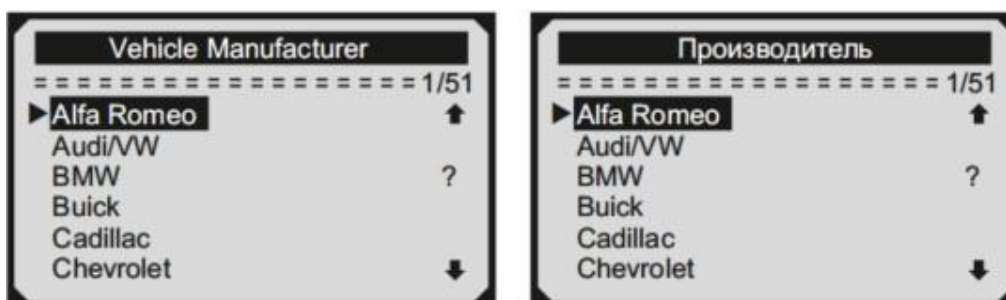 Vehicle Manufacturer
= = = = = = = = = = = = = = = = = = 1/51
Alfa Romeo
Audi/VW
BMW ?
Buick
Cadillac
Chevrolet
Производитель
= = = = = = = = = = = = = = = = = = 1/51
Alfa Romeo
Audi/VW
BMW ?
Buick
Cadillac
Chevrolet